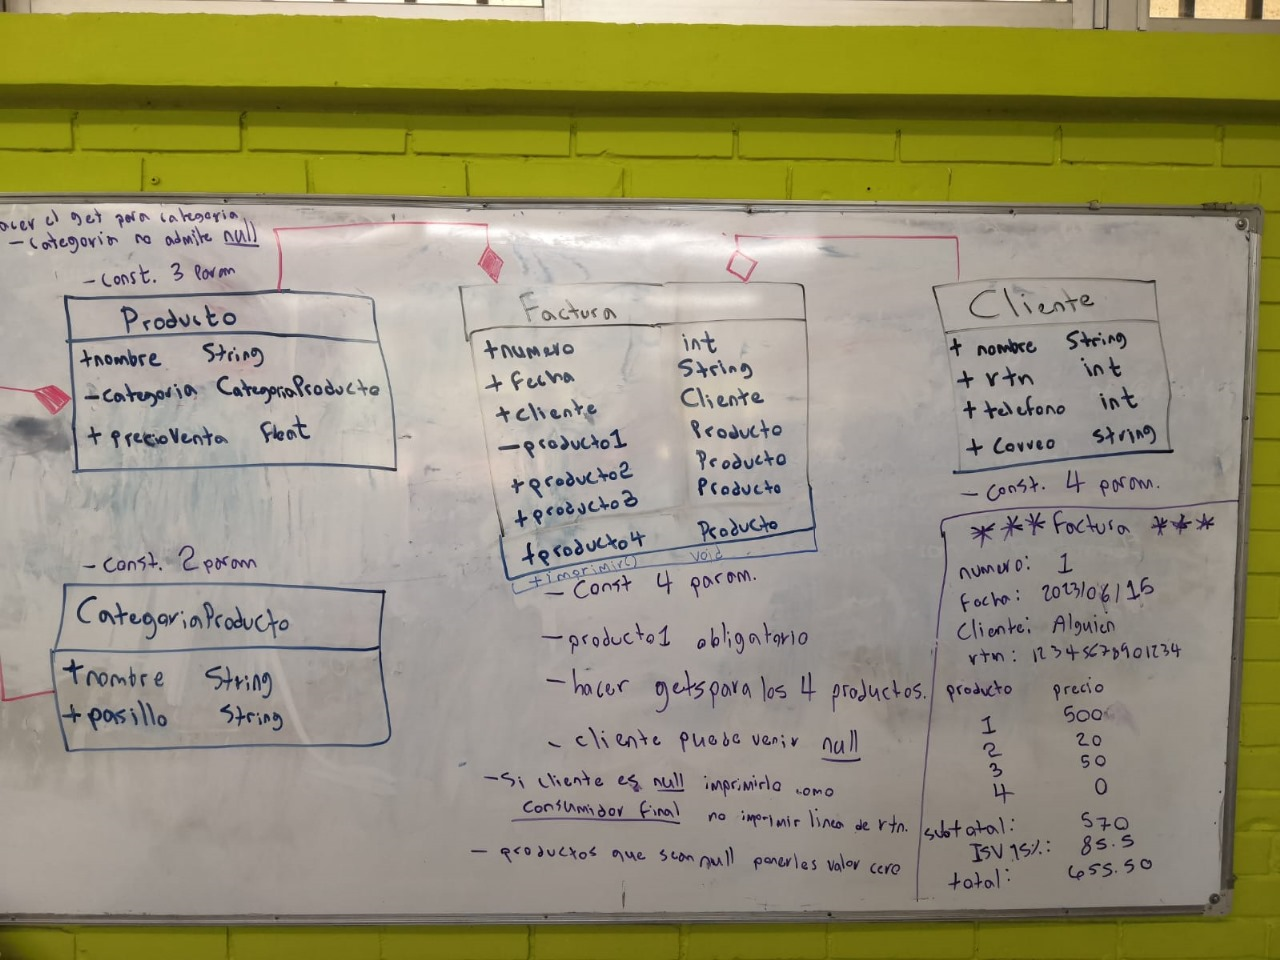 acer el get para categoria
- categoria no admite null
- const. 3 param
Producto
+nombre String
-categoria CategoriaProducto
+ precioVenta float
- const. 2 param
CategoriaProducto
+nombre String
+pasillo String
Factura
+numero int
+ fecha String
+cliente Cliente
-producto1 Producto
+producto2 Producto
+producto3 Producto
+producto4 Producto
+imprimir() void
- Const 4 param.
- producto1 obligatorio
- hacer gets para los 4 productos.
- cliente puede venir null
- Si cliente es null imprimirlo como
consumidor final no imprimir linea de rtn.
- productos que sean null ponerles valor cero
Cliente
+ nombre String
+ rtn int
+ telefono int
+ correo string
- const. 4 param.
*** Factura ***
numero: 1
Fecha: 2023/06/15
Cliente: Alguien
rtn: 12345678901234
producto precio
1 500
2 20
3 50
4 0
subtotal: 570
ISV 15%: 85.5
total: 655.50